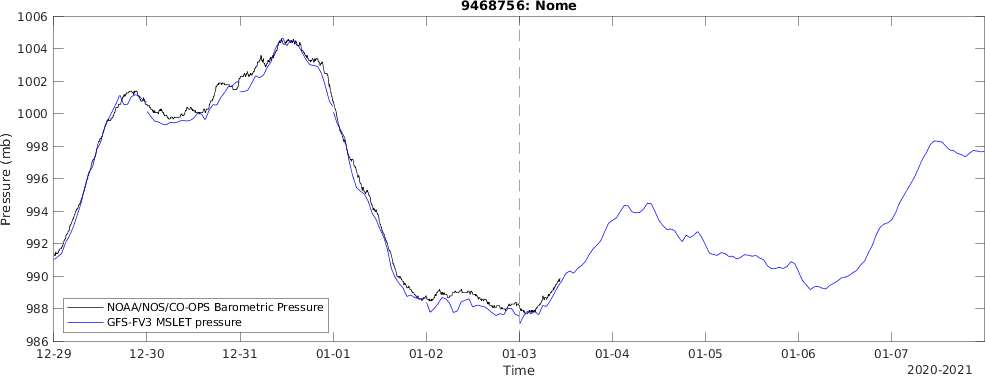 9468756: Nome
1006
1004
1002
1000
998
996
994
992
990
988
986
Pressure (mb)
NOAA/NOS/CO-OPS Barometric Pressure
GFS-FV3 MSLET pressure
12-29 12-30 12-31 01-01 01-02 01-03 01-04 01-05 01-06 01-07
Time
2020-2021